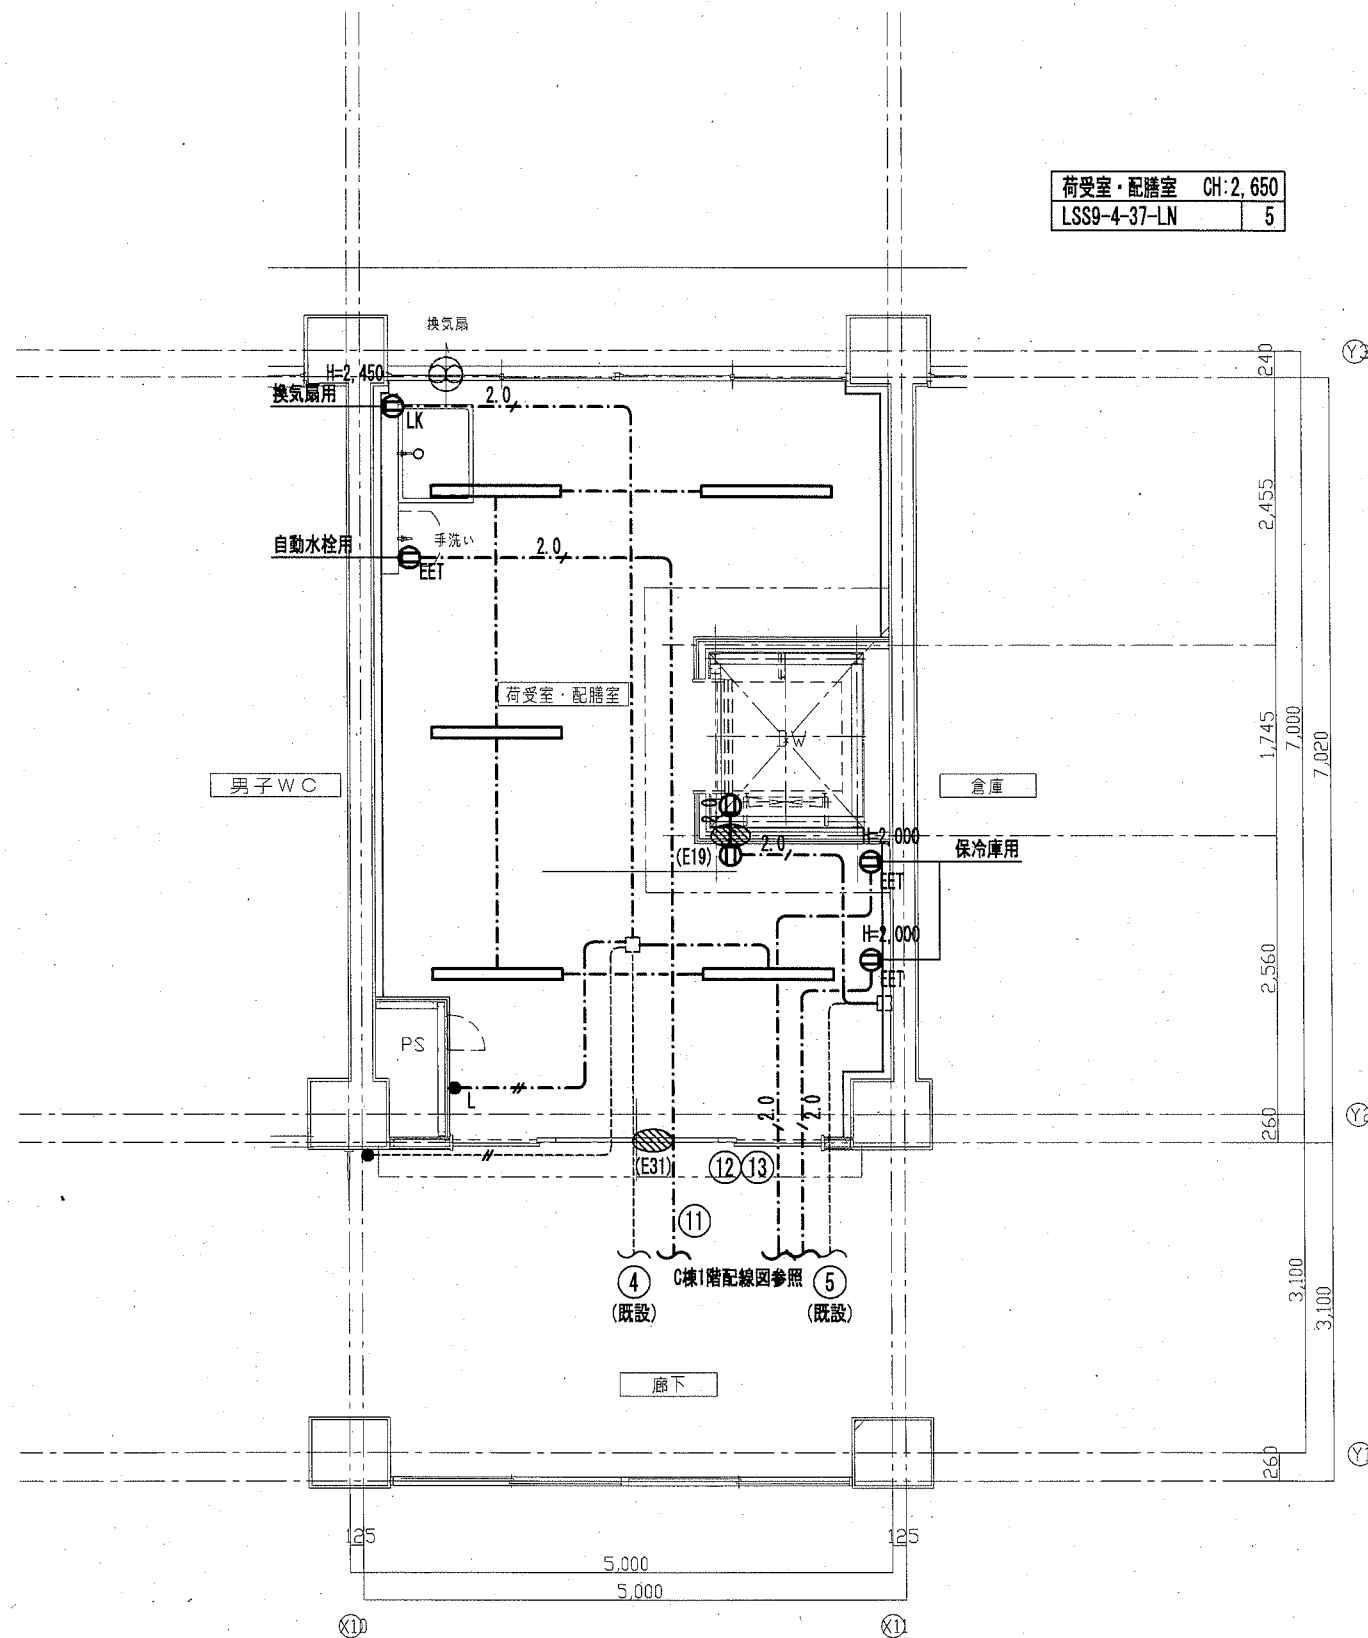 荷受室・配膳室 CH:2,650
LSS9-4-37-LN 5
換気扇
H=2,450
換気扇用
LK
2.0
自動水栓用
手洗い
EET
2.0
荷受室・配膳室
男子WC
DW
倉庫
(E19)
2.0
H=2,000
EET
保冷庫用
H=2,000
EET
PS
L
2.0
2.0
(E31)
12
13
11
4
(既設)
C棟1階配線図参照
5
(既設)
廊下
240
2,455
1,745
7,000
7,020
2,560
260
3,100
3,100
260
Y2
Y1
125
125
5,000
5,000
X10
X11